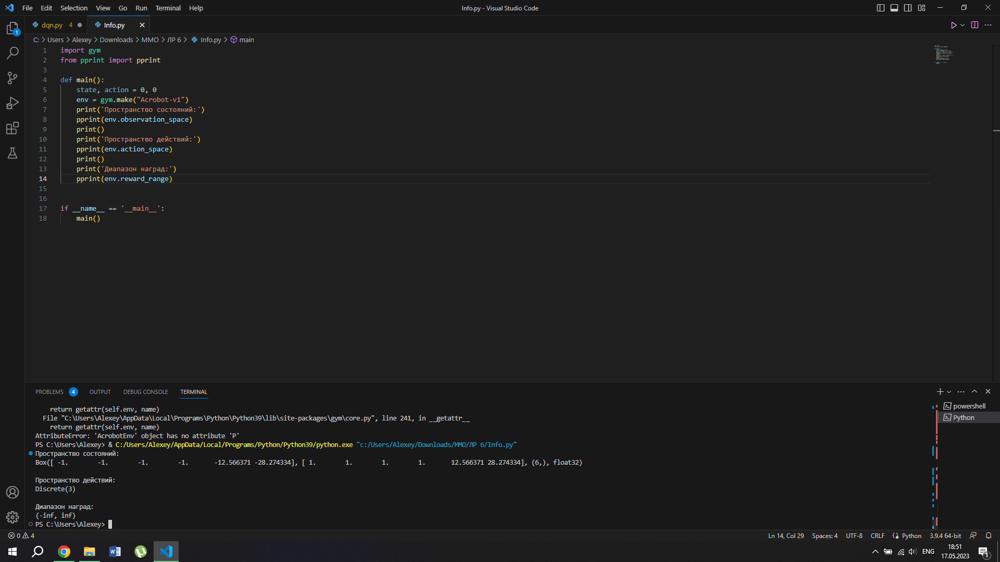 File Edit Selection View Go Run Terminal Help
Info.py - Visual Studio Code
dqn.py 4
Info.py
C: > Users > Alexey > Downloads > ММО > ЛР 6 > Info.py > main
1 import gym
2 from pprint import pprint
3
4 def main():
5     state, action = 0, 0
6     env = gym.make("Acrobot-v1")
7     print('Пространство состояний:')
8     pprint(env.observation_space)
9     print()
10     print('Пространство действий:')
11     pprint(env.action_space)
12     print()
13     print('Диапазон наград:')
14     pprint(env.reward_range)
15
16
17 if __name__ == '__main__':
18     main()
PROBLEMS 4 OUTPUT DEBUG CONSOLE TERMINAL
    return getattr(self.env, name)
  File "C:\Users\Alexey\AppData\Local\Programs\Python\Python39\lib\site-packages\gym\core.py", line 241, in __getattr__
    return getattr(self.env, name)
AttributeError: 'AcrobotEnv' object has no attribute 'P'
PS C:\Users\Alexey> & C:/Users/Alexey/AppData/Local/Programs/Python/Python39/python.exe "c:/Users/Alexey/Downloads/ММО/ЛР 6/Info.py"
Пространство состояний:
Box([ -1.        -1.        -1.        -1.       -12.566371 -28.274334], [ 1.        1.        1.        1.       12.566371 28.274334], (6,), float32)
Пространство действий:
Discrete(3)
Диапазон наград:
(-inf, inf)
PS C:\Users\Alexey>
powershell
Python
1
0 4
Ln 14, Col 29 Spaces: 4 UTF-8 CRLF Python 3.9.4 64-bit
ENG
18:51
17.05.2023
1